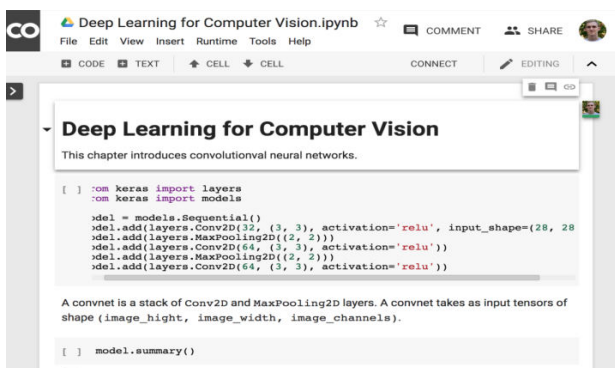 CO
Deep Learning for Computer Vision.ipynb
COMMENT
SHARE
File Edit View Insert Runtime Tools Help
CODE TEXT CELL CELL
CONNECT
EDITING
Deep Learning for Computer Vision
This chapter introduces convolutionval neural networks.
[ ] rom keras import layers
rom keras import models
odel = models.Sequential()
odel.add(layers.Conv2D(32, (3, 3), activation='relu', input_shape=(28, 28
odel.add(layers.MaxPooling2D((2, 2)))
odel.add(layers.Conv2D(64, (3, 3), activation='relu'))
odel.add(layers.MaxPooling2D((2, 2)))
odel.add(layers.Conv2D(64, (3, 3), activation='relu'))
A convnet is a stack of Conv2D and MaxPooling2D layers. A convnet takes as input tensors of
shape (image_hight, image_width, image_channels).
[ ] model.summary()